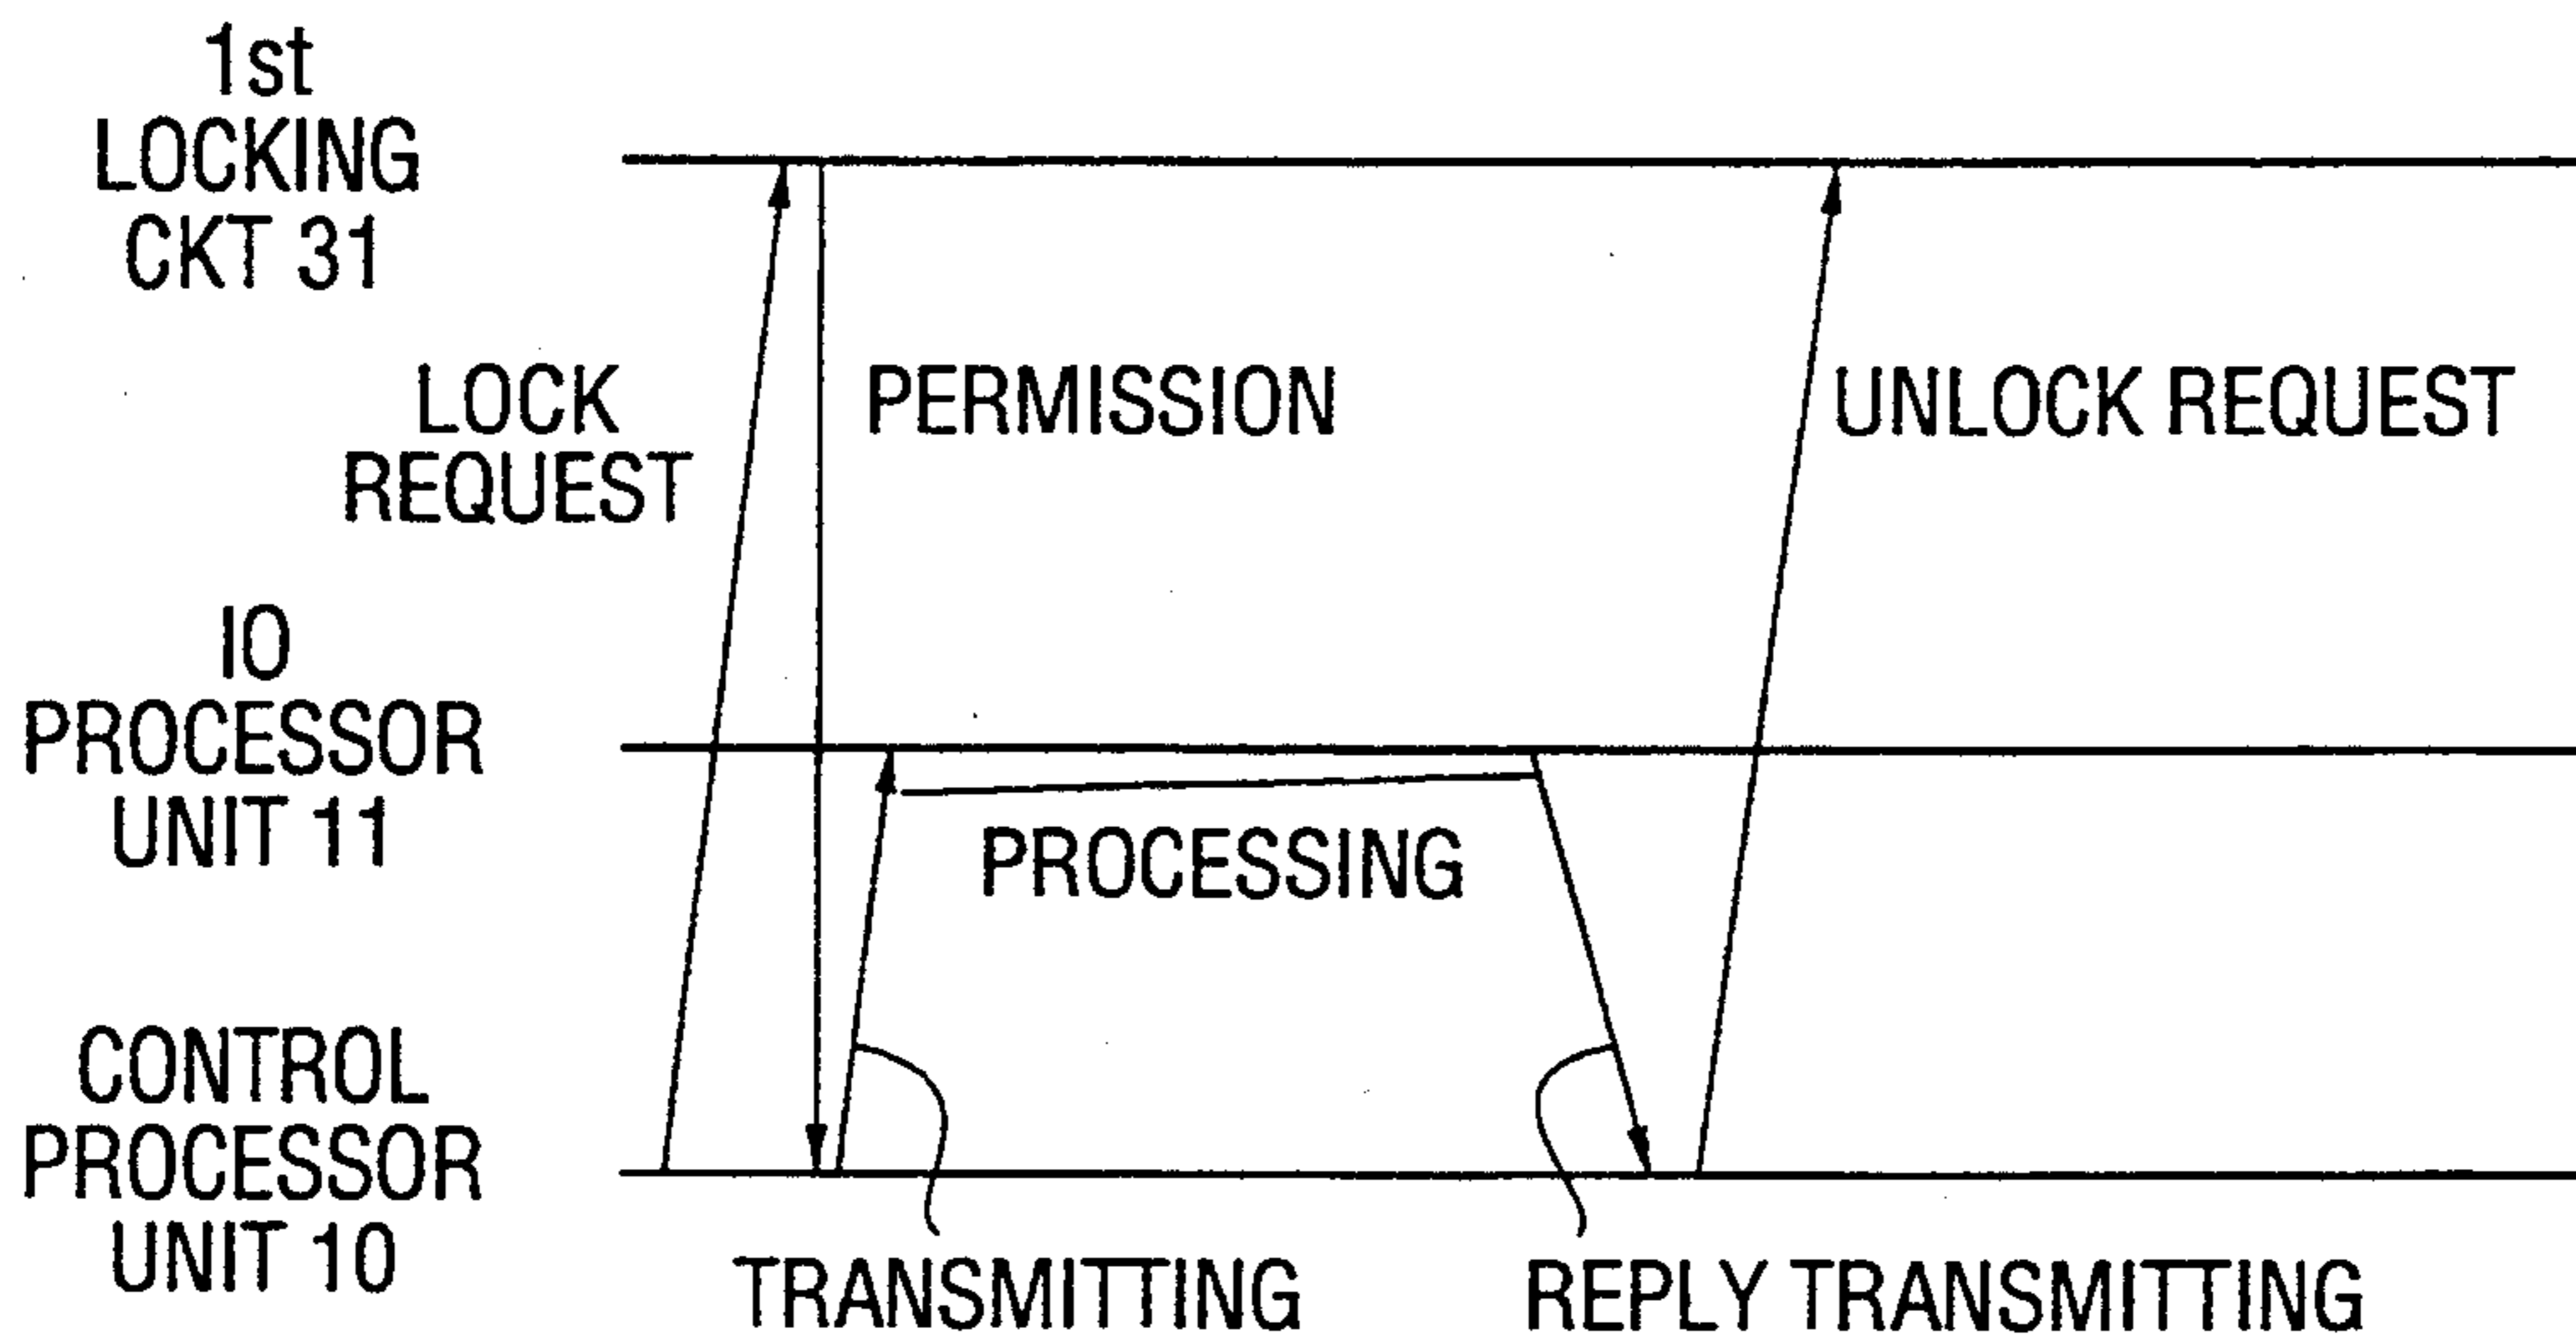 1st
LOCKING
CKT 31
LOCK
REQUEST
PERMISSION
UNLOCK REQUEST
IO
PROCESSOR
UNIT 11
PROCESSING
CONTROL
PROCESSOR
UNIT 10
TRANSMITTING
REPLY TRANSMITTING